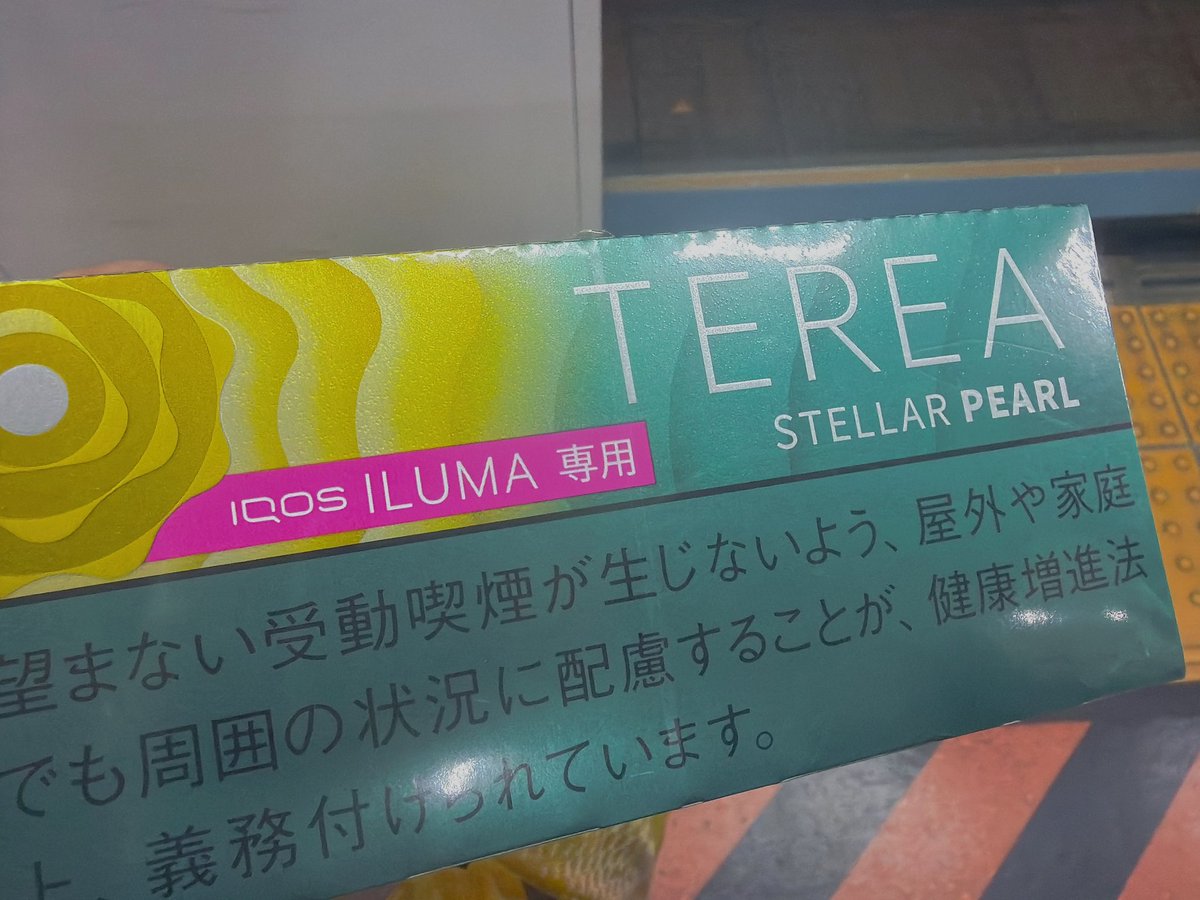 TEREA
STELLAR PEARL
IQOS ILUMA 専用
望まない受動喫煙が生じないよう、屋外や家庭
でも周囲の状況に配慮することが、健康増進法
上、義務付けられています。